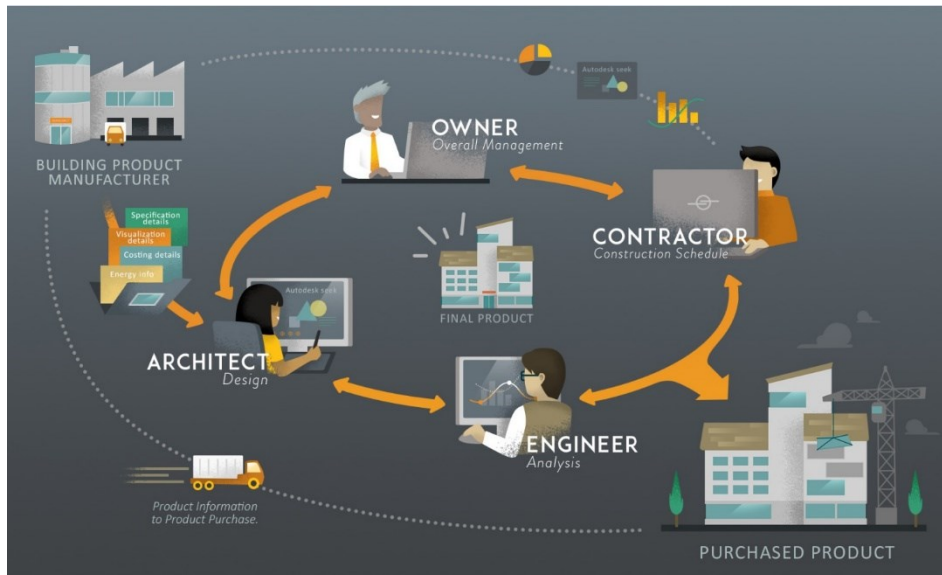 Autodesk seek
OWNER
Overall Management
BUILDING PRODUCT
MANUFACTURER
Specification
details
Visualization
details
Costing details
Energy info
CONTRACTOR
Construction Schedule
Autodesk seek
FINAL PRODUCT
ARCHITECT
Design
ENGINEER
Analysis
Product Information
to Product Purchase.
PURCHASED PRODUCT